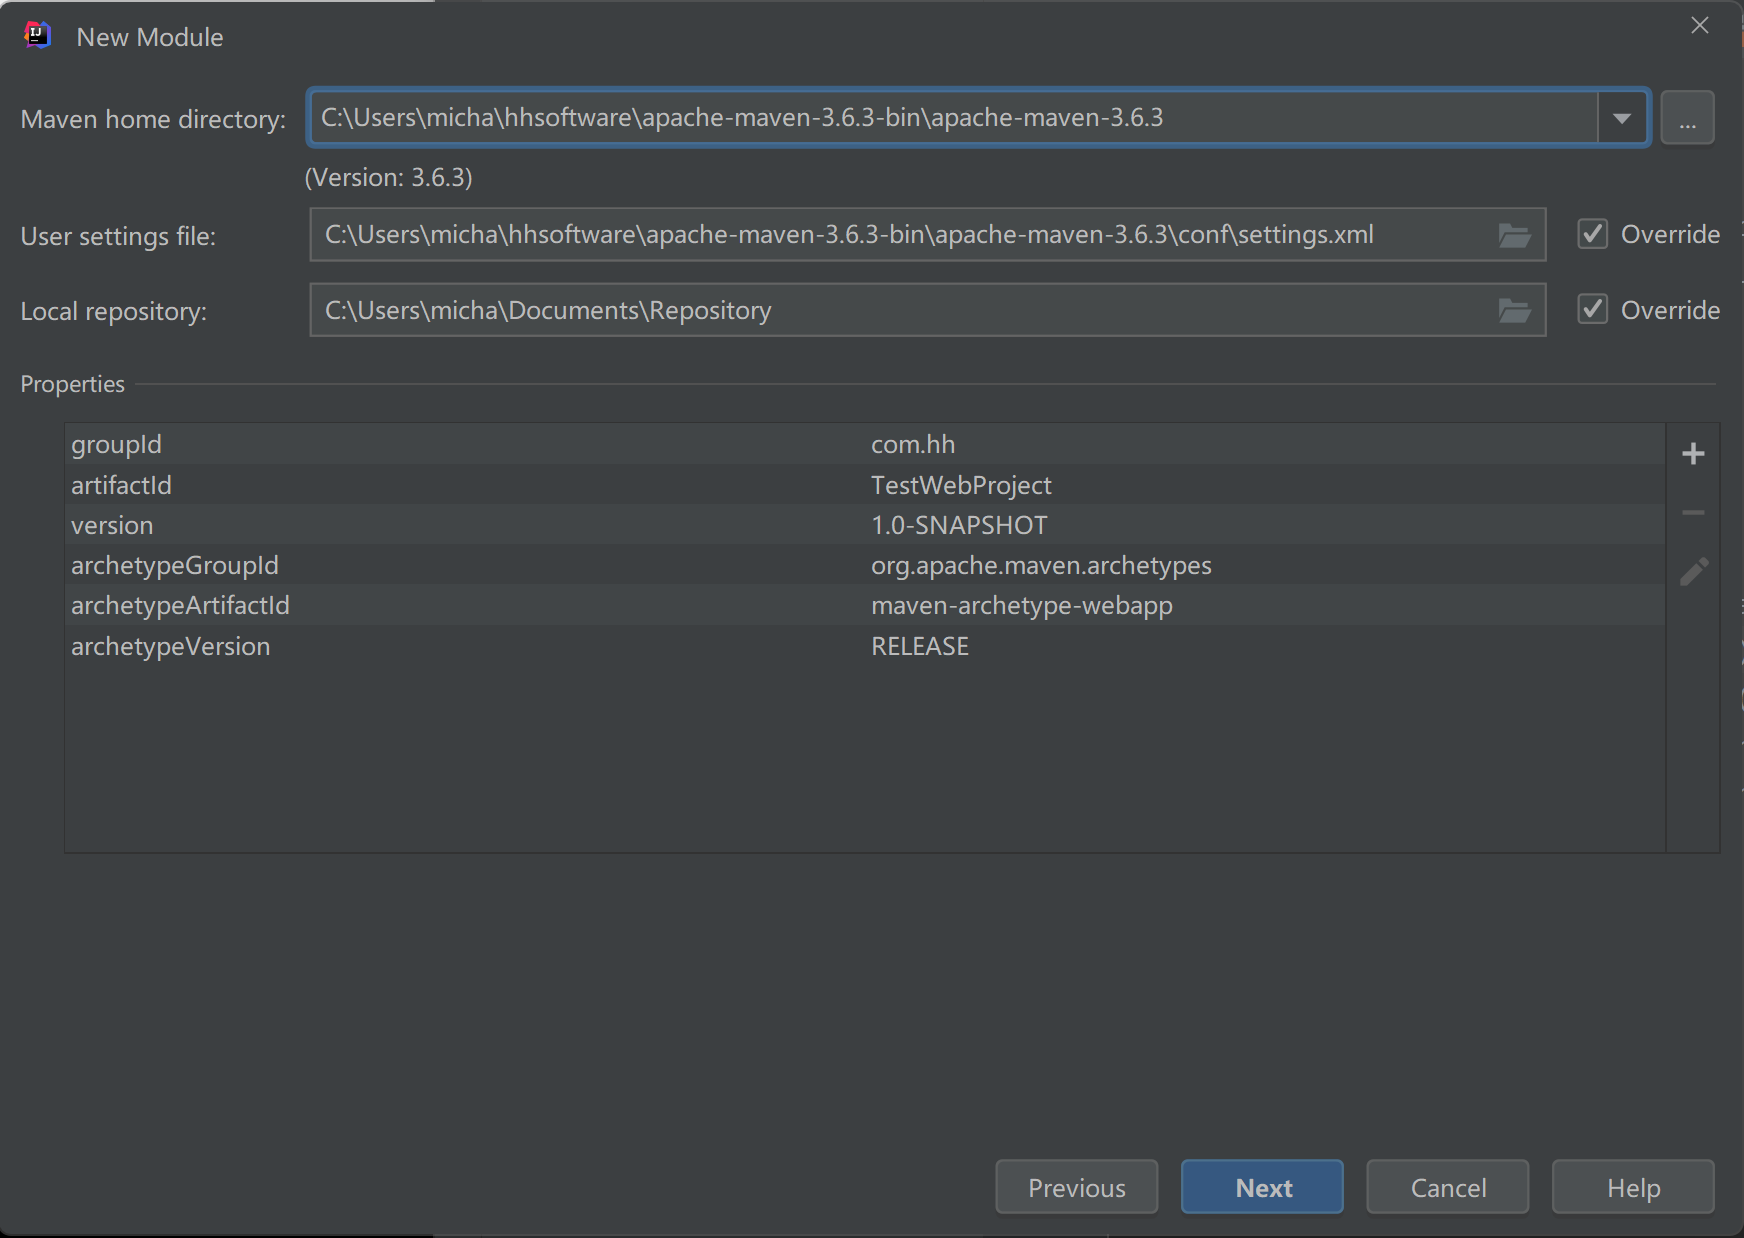 New Module
Maven home directory: C:\Users\micha\hhsoftware\apache-maven-3.6.3-bin\apache-maven-3.6.3 ...
(Version: 3.6.3)
User settings file: C:\Users\micha\hhsoftware\apache-maven-3.6.3-bin\apache-maven-3.6.3\conf\settings.xml Override
Local repository: C:\Users\micha\Documents\Repository Override
Properties
groupId com.hh
artifactId TestWebProject
version 1.0-SNAPSHOT
archetypeGroupId org.apache.maven.archetypes
archetypeArtifactId maven-archetype-webapp
archetypeVersion RELEASE
Previous Next Cancel Help